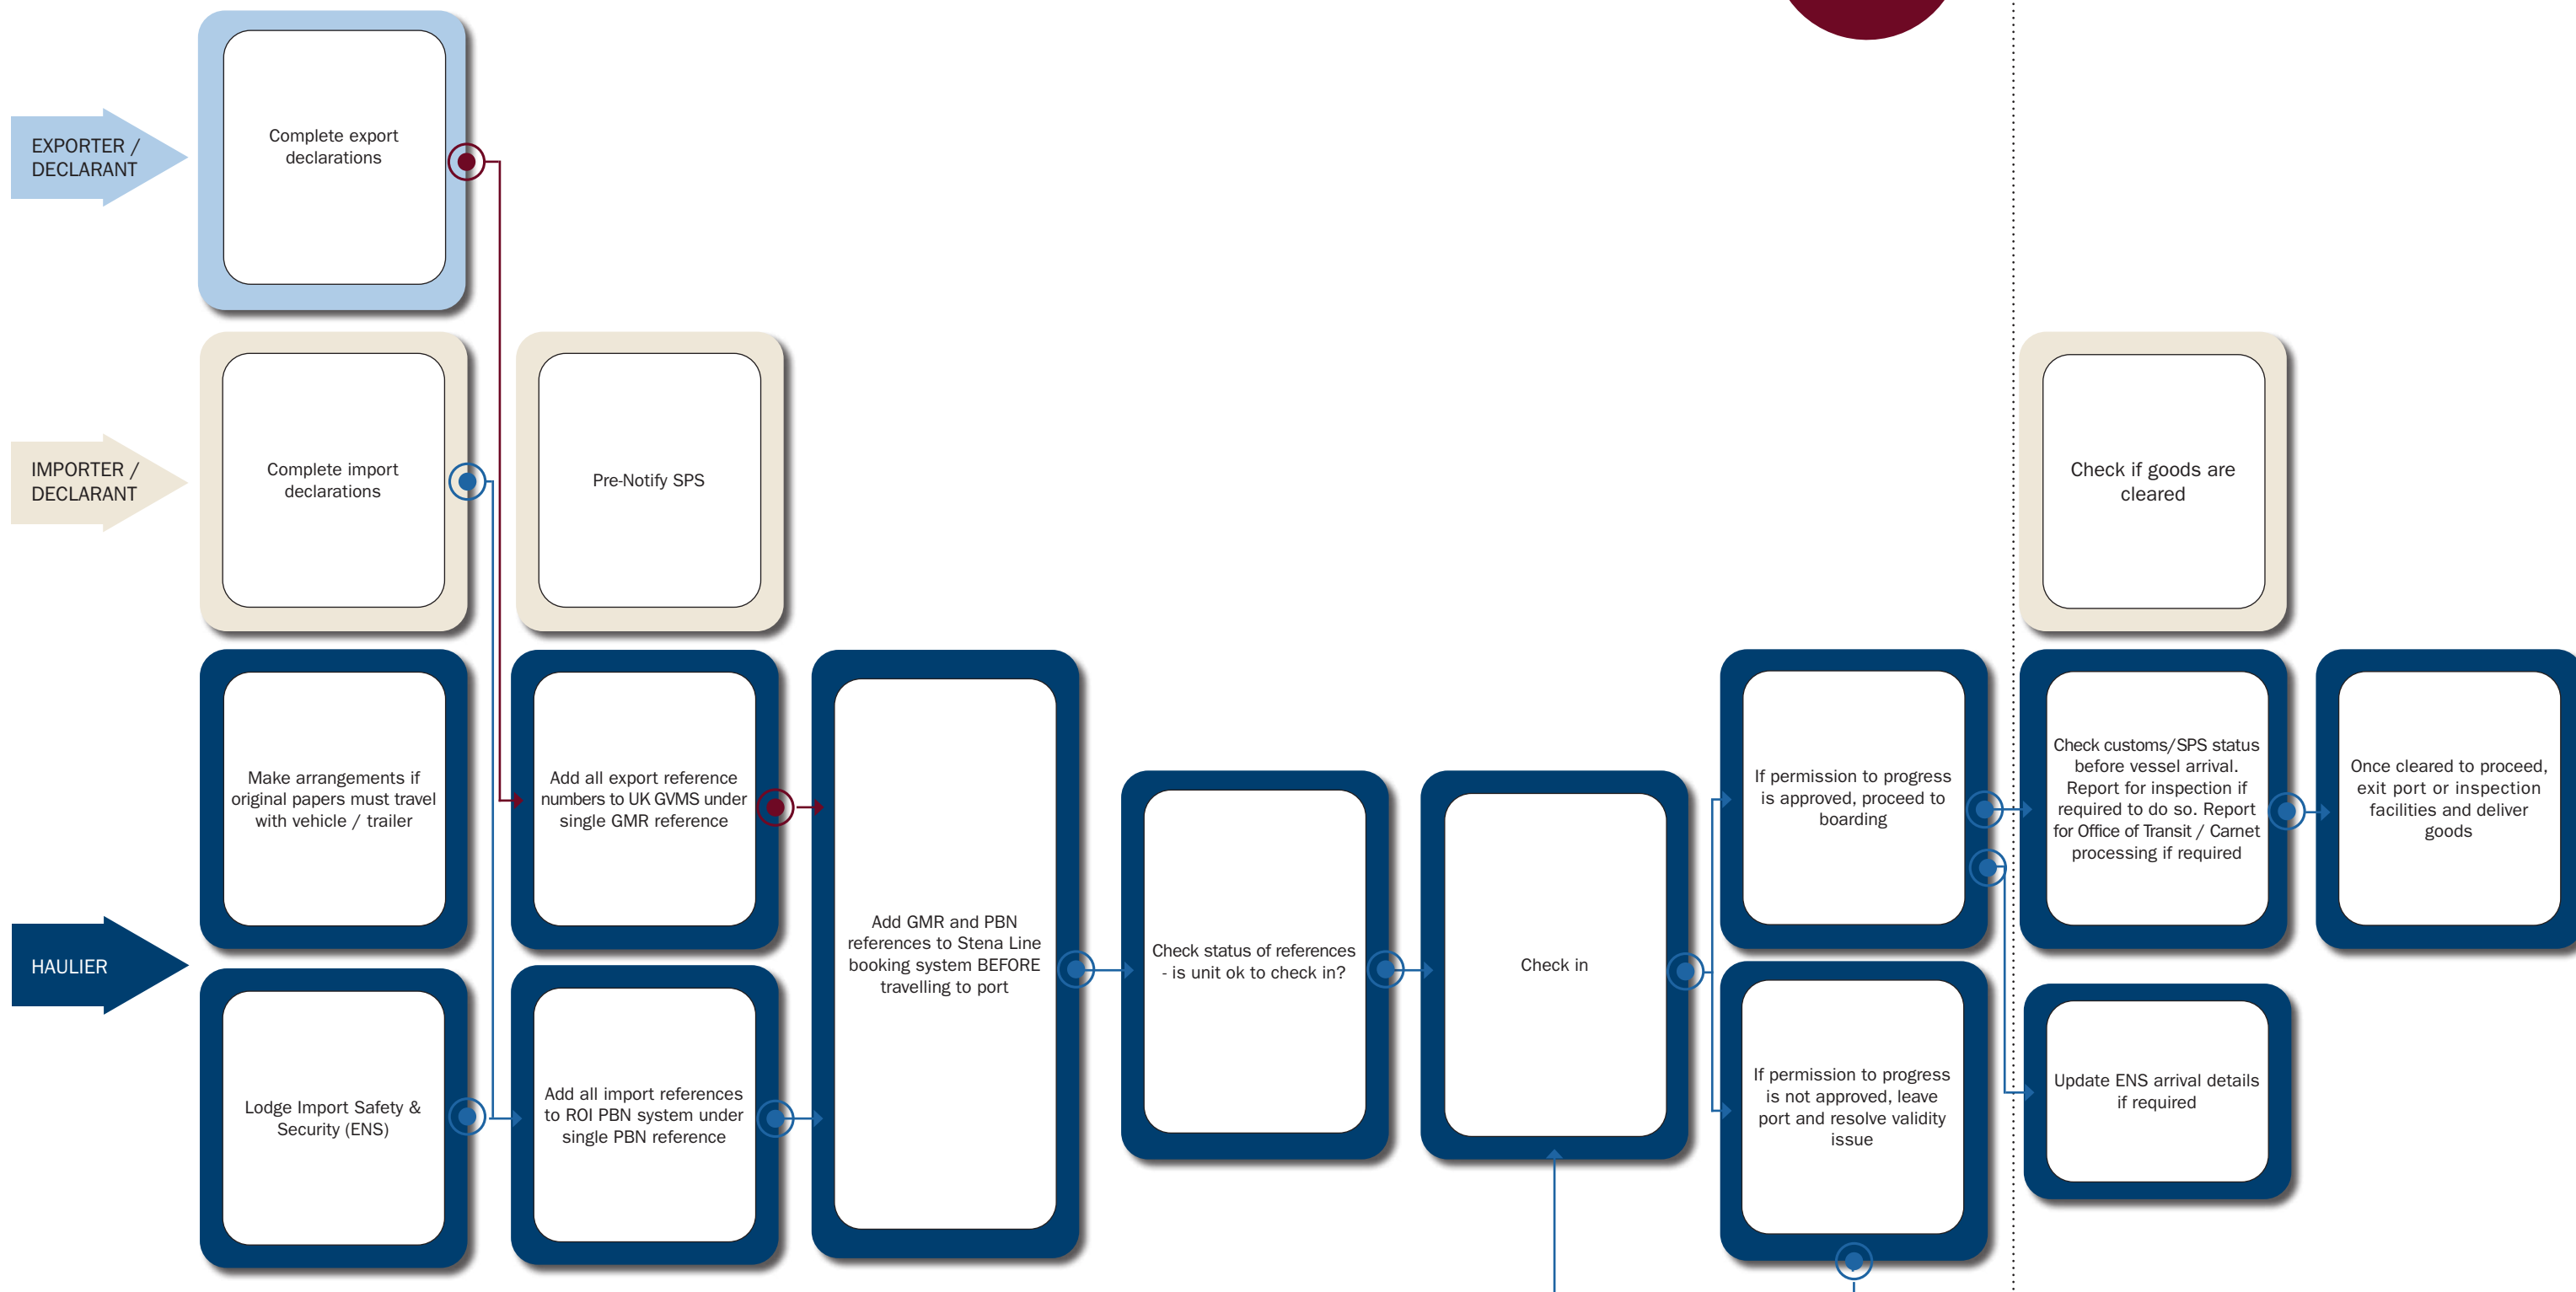 EXPORTER /
DECLARANT
Complete export
declarations
IMPORTER /
DECLARANT
Complete import
declarations
Pre-Notify SPS
Check if goods are
cleared
HAULIER
Make arrangements if
original papers must travel
with vehicle / trailer
Lodge Import Safety &
Security (ENS)
Add all export reference
numbers to UK GVMS under
single GMR reference
Add all import references
to ROI PBN system under
single PBN reference
Add GMR and PBN
references to Stena Line
booking system BEFORE
travelling to port
Check status of references
- is unit ok to check in?
Check in
If permission to progress
is approved, proceed to
boarding
If permission to progress
is not approved, leave
port and resolve validity
issue
Check customs/SPS status
before vessel arrival.
Report for inspection if
required to do so. Report
for Office of Transit / Carnet
processing if required
Update ENS arrival details
if required
Once cleared to proceed,
exit port or inspection
facilities and deliver
goods